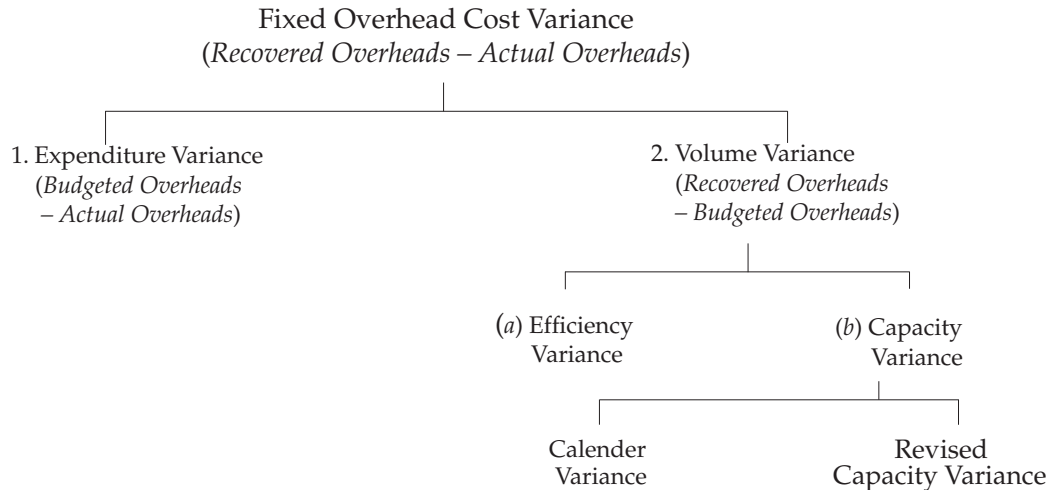 Fixed Overhead Cost Variance
(Recovered Overheads – Actual Overheads)
1. Expenditure Variance
(Budgeted Overheads
– Actual Overheads)
2. Volume Variance
(Recovered Overheads
– Budgeted Overheads)
(a) Efficiency
Variance
(b) Capacity
Variance
Calender
Variance
Revised
Capacity Variance